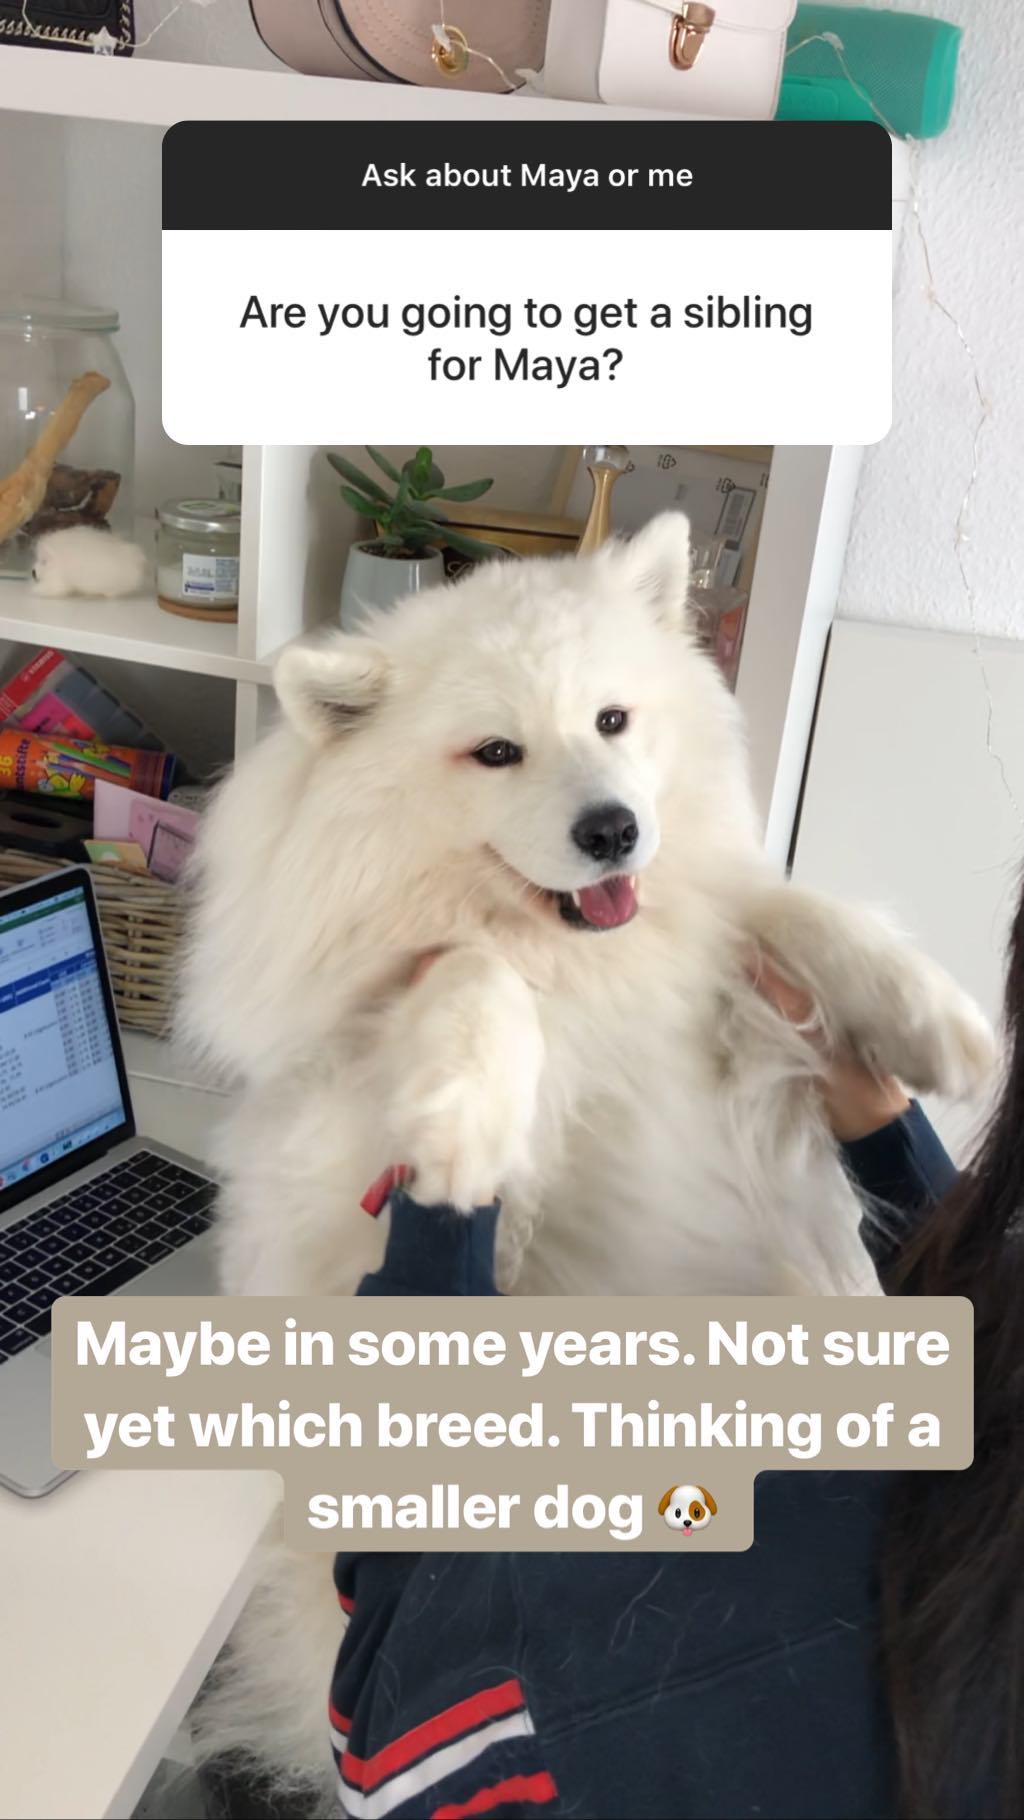 Ask about Maya or me
Are you going to get a sibling
for Maya?
36
Maybe in some years. Not sure
yet which breed. Thinking of a
smaller dog 🐶